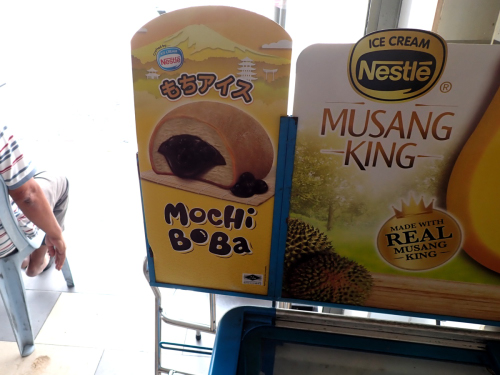 Nestlé
もちアイス
MOCHI
BOBA
ICE CREAM
Nestlé
®
MUSANG
KING
MADE WITH
REAL
MUSANG
KING